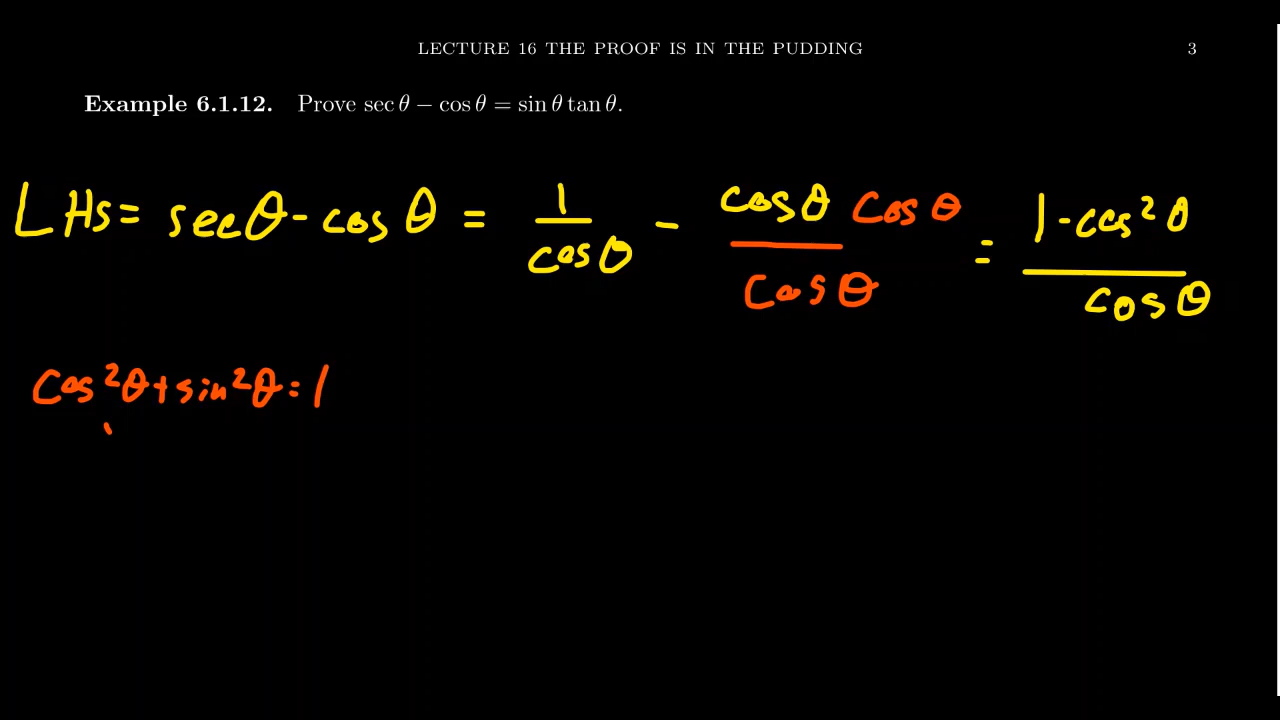 LECTURE 16 THE PROOF IS IN THE PUDDING 3
Example 6.1.12. Prove sec θ − cos θ = sin θ tan θ.
LHS = secθ - cos θ = 1/cosθ - cosθ cosθ/cosθ = 1-cos²θ/cosθ
cos²θ + sin²θ = 1